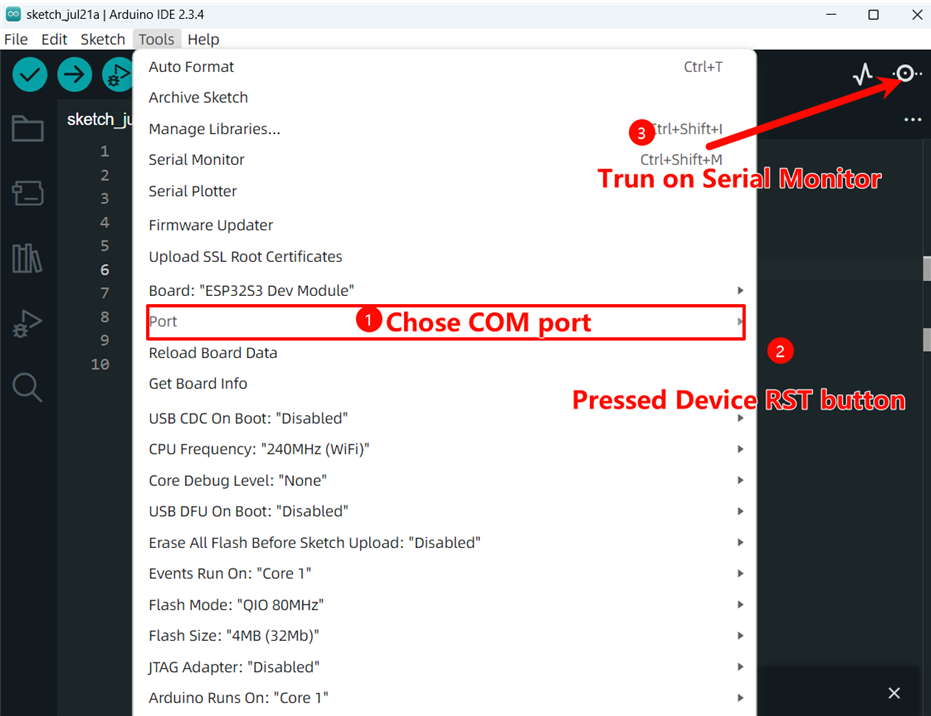 sketch_jul21a | Arduino IDE 2.3.4
File Edit Sketch Tools Help
sketch_ju
1
2
3
4
5
6
7
8
9
10
Auto Format Ctrl+T
Archive Sketch
Manage Libraries... Ctrl+Shift+I
3
Serial Monitor Ctrl+Shift+M
Trun on Serial Monitor
Serial Plotter
Firmware Updater
Upload SSL Root Certificates
Board: "ESP32S3 Dev Module"
Port
1 Chose COM port
Reload Board Data
2
Pressed Device RST button
Get Board Info
USB CDC On Boot: "Disabled"
CPU Frequency: "240MHz (WiFi)"
Core Debug Level: "None"
USB DFU On Boot: "Disabled"
Erase All Flash Before Sketch Upload: "Disabled"
Events Run On: "Core 1"
Flash Mode: "QIO 80MHz"
Flash Size: "4MB (32Mb)"
JTAG Adapter: "Disabled"
Arduino Runs On: "Core 1"